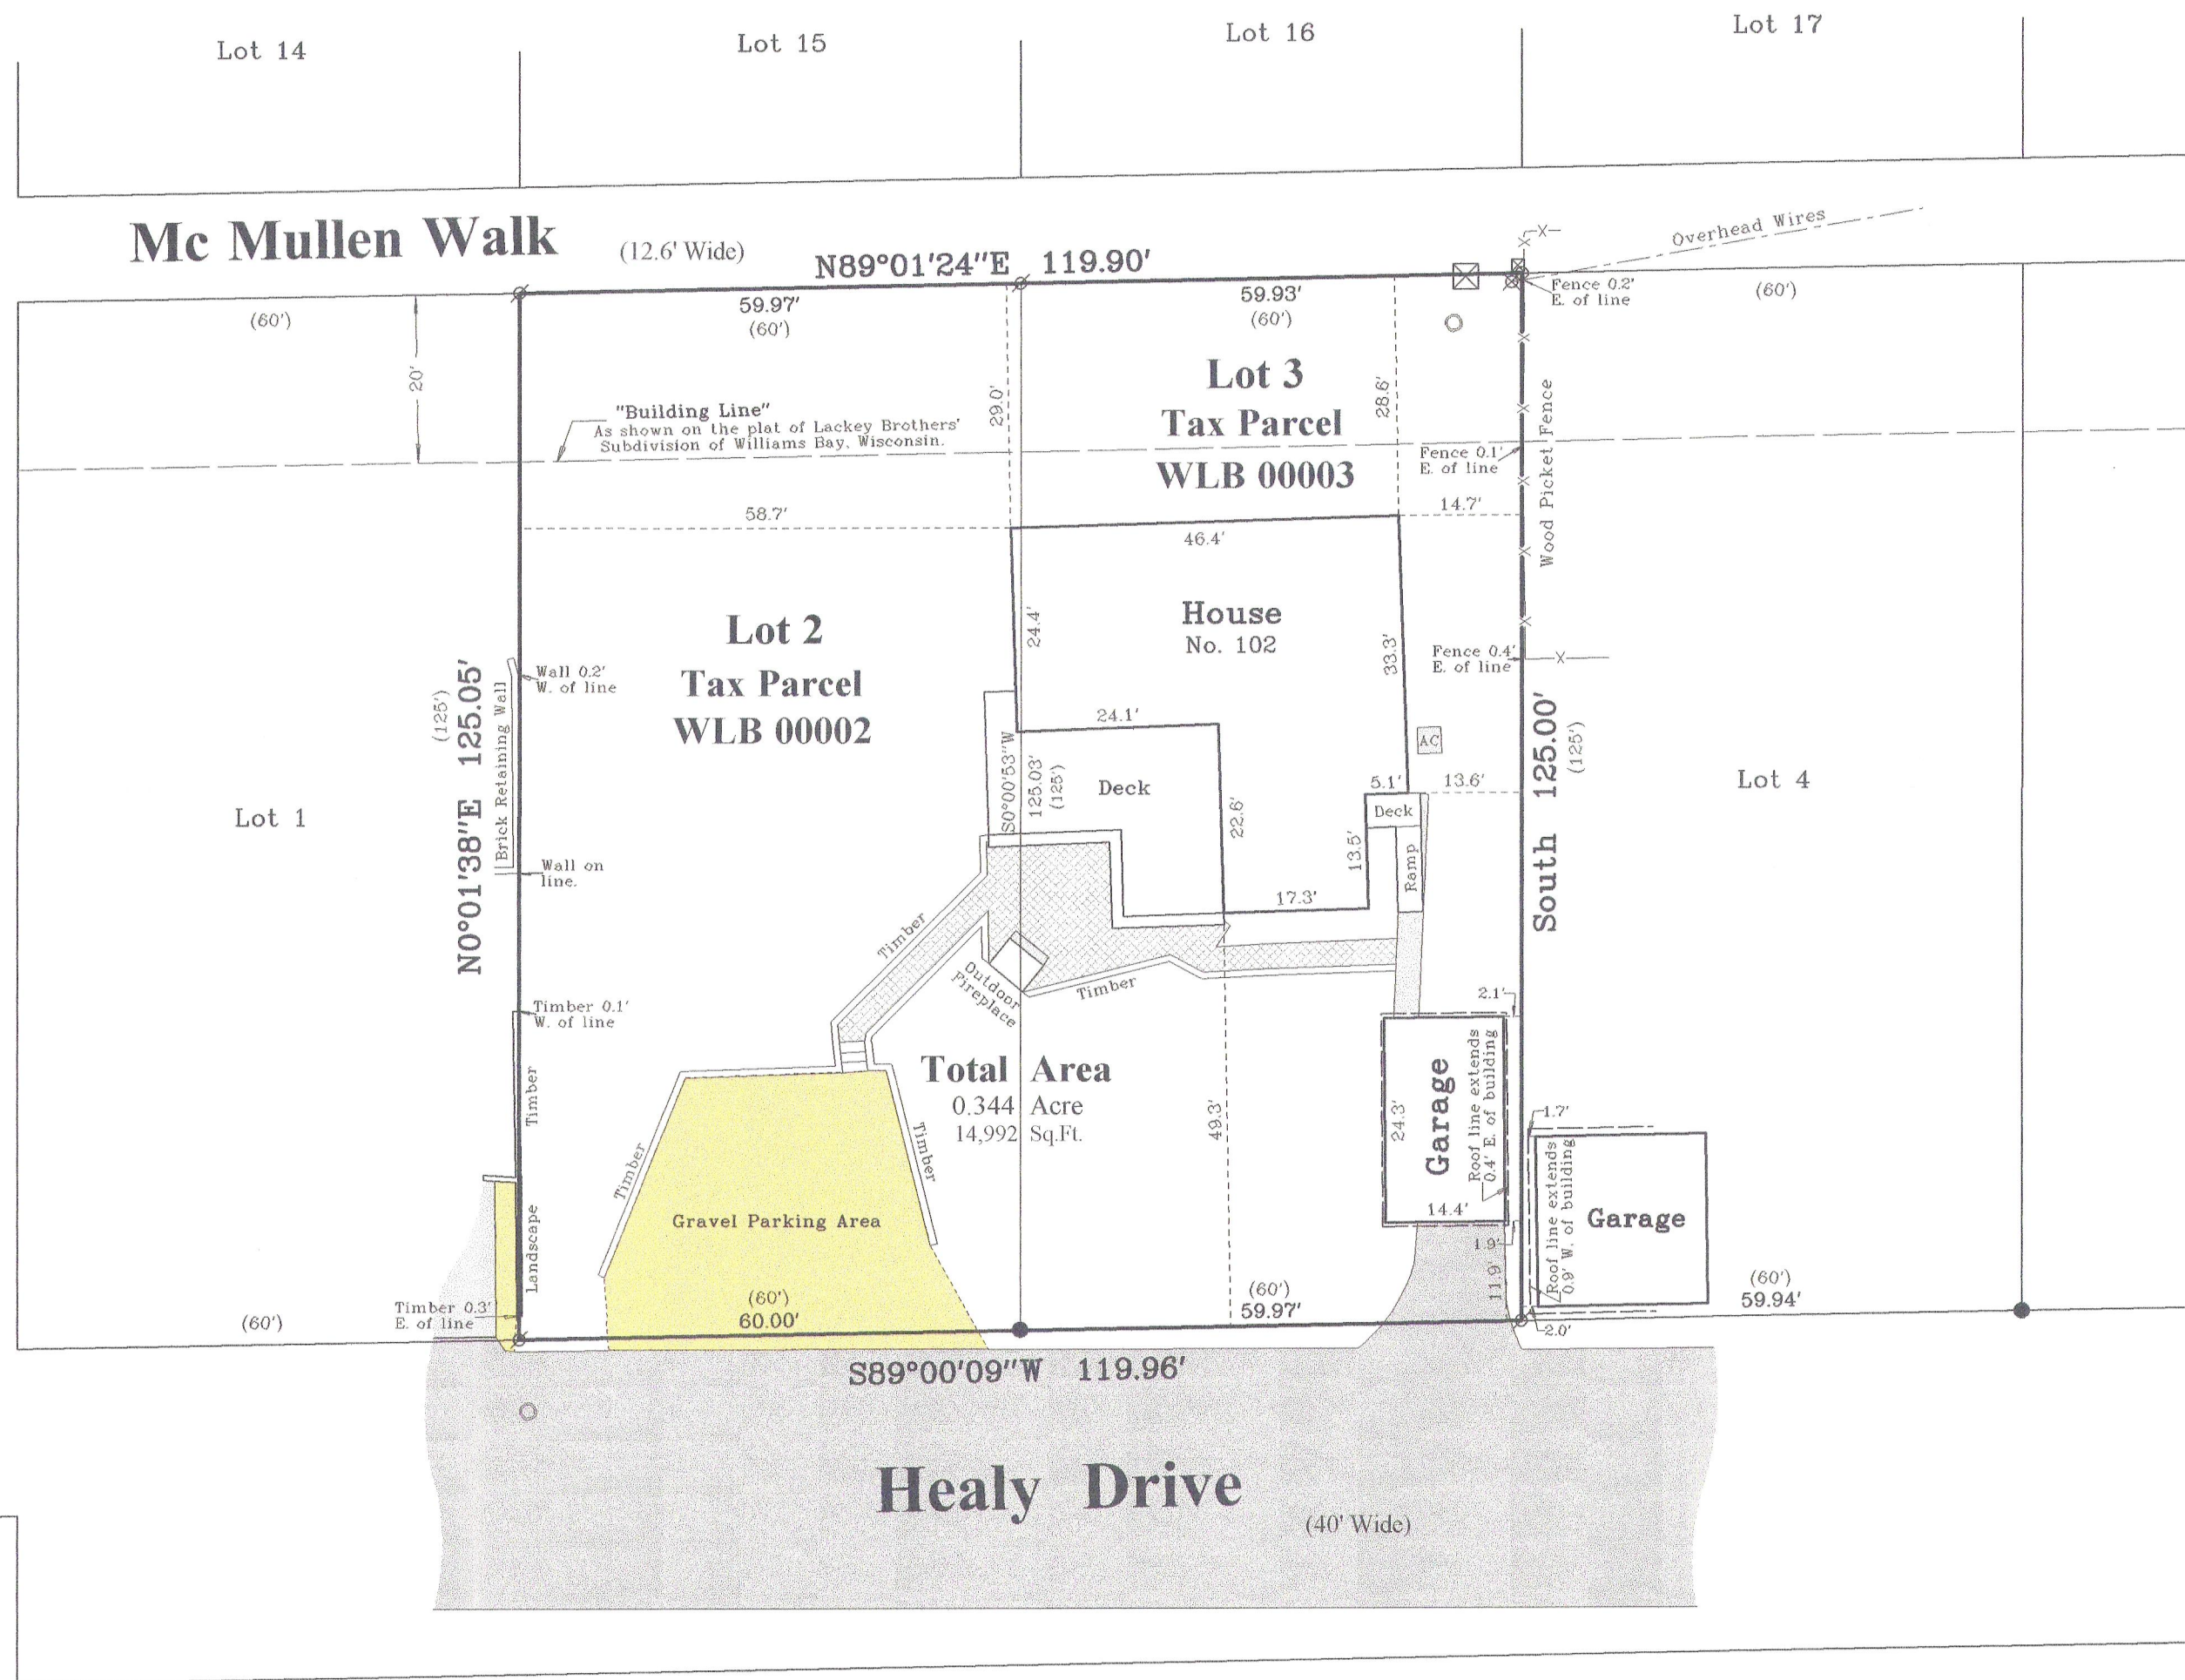 Lot 14
Lot 15
Lot 16
Lot 17
Mc Mullen Walk
(12.6' Wide)
N89°01'24"E 119.90'
Overhead Wires
X
X
59.97'
(60')
59.93'
(60')
(60')
(60')
Fence 0.2'
E. of line
20'
"Building Line"
As shown on the plat of Lackey Brothers'
Subdivision of Williams Bay, Wisconsin.
29.0'
28.6'
Lot 3
Tax Parcel
WLB 00003
Fence 0.1'
E. of line
Wood Picket Fence
58.7'
14.7'
46.4'
House
No. 102
24.4'
33.3'
Fence 0.4'
E. of line
X
Lot 2
Tax Parcel
WLB 00002
Wall 0.2'
W. of line
Brick Retaining Wall
N0°01'38"E 125.05'
(125')
Wall on
line.
24.1'
Deck
S0°00'53"W
125.03'
(125')
22.6'
AC
5.1'
13.6'
Deck
13.5'
Ramp
17.3'
South 125.00'
(125')
Lot 1
Lot 4
Timber
Outdoor
Fireplace
Timber
Timber 0.1'
W. of line
2.1'
Total Area
0.344 Acre
14,992 Sq.Ft.
49.3'
24.3'
Garage
Roof line extends
0.4' E. of building
14.4'
1.9'
11.9'
1.7'
Roof line extends
0.9' W. of building
Garage
2.0'
Timber
Timber
Gravel Parking Area
Landscape Timber
Timber 0.3'
E. of line
(60')
(60')
60.00'
(60')
59.97'
(60')
59.94'
S89°00'09"W 119.96'
Healy Drive
(40' Wide)